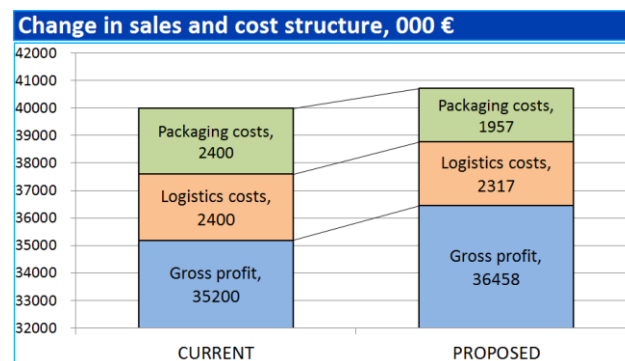 Change in sales and cost structure, 000 €
42000
41000
40000
39000
38000
37000
36000
35000
34000
33000
32000
Packaging costs,
2400
Logistics costs,
2400
Gross profit,
35200
Packaging costs,
1957
Logistics costs,
2317
Gross profit,
36458
CURRENT
PROPOSED